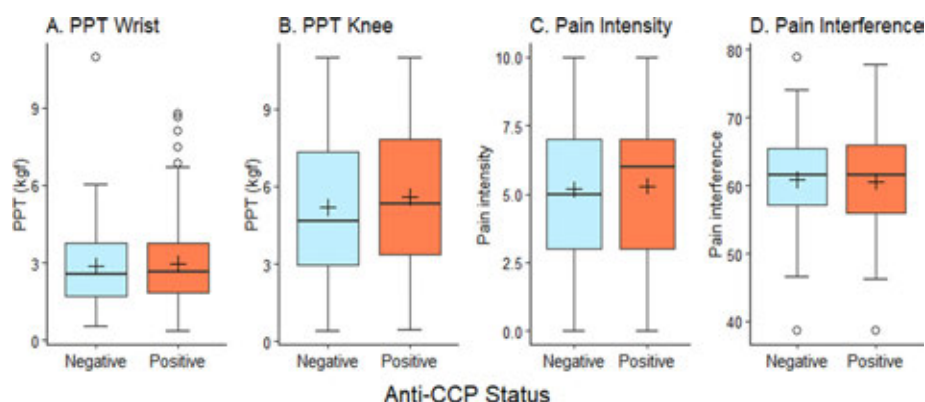 A. PPT Wrist
B. PPT Knee
C. Pain Intensity
D. Pain Interference
PPT (kgf)
9
6
3
0
Negative Positive
PPT (kgf)
9
6
3
0
Negative Positive
Pain intensity
10.0
7.5
5.0
2.5
0.0
Negative Positive
Pain interference
80
70
60
50
40
Negative Positive
Anti-CCP Status